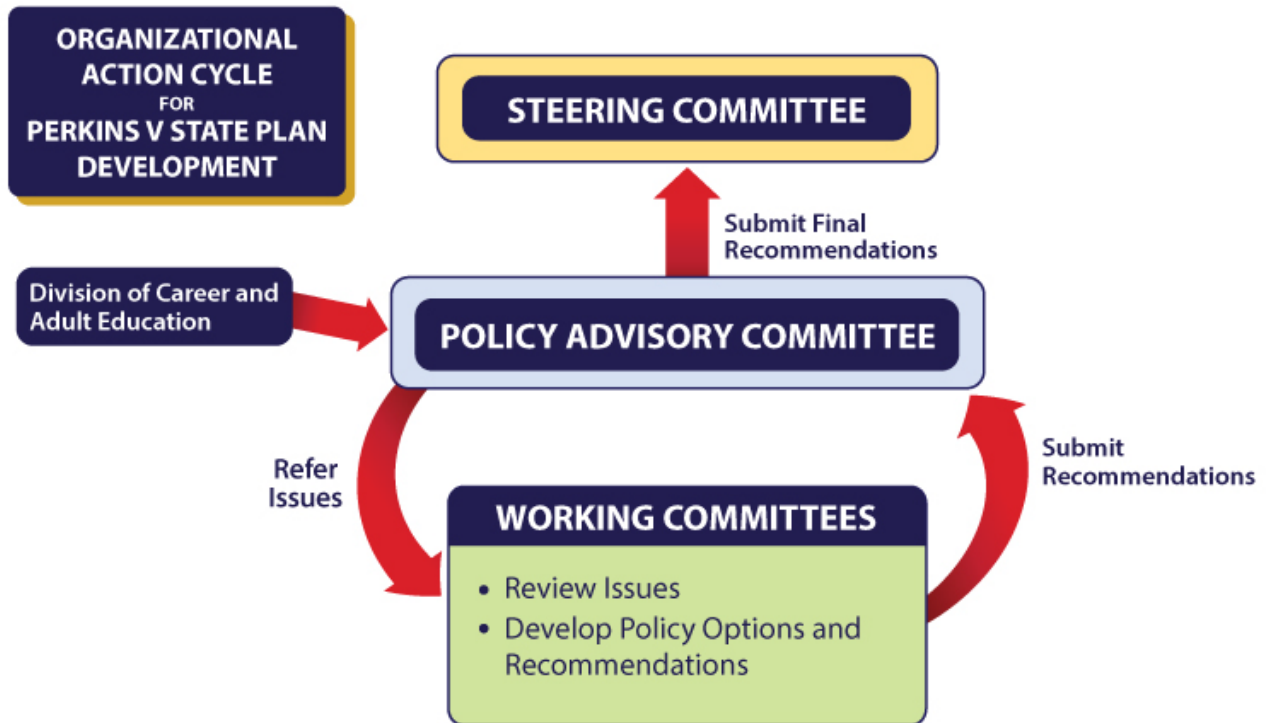 ORGANIZATIONAL
ACTION CYCLE
FOR
PERKINS V STATE PLAN
DEVELOPMENT
STEERING COMMITTEE
Submit Final
Recommendations
Division of Career and
Adult Education
POLICY ADVISORY COMMITTEE
Refer
Issues
Submit
Recommendations
WORKING COMMITTEES
• Review Issues
• Develop Policy Options and
Recommendations